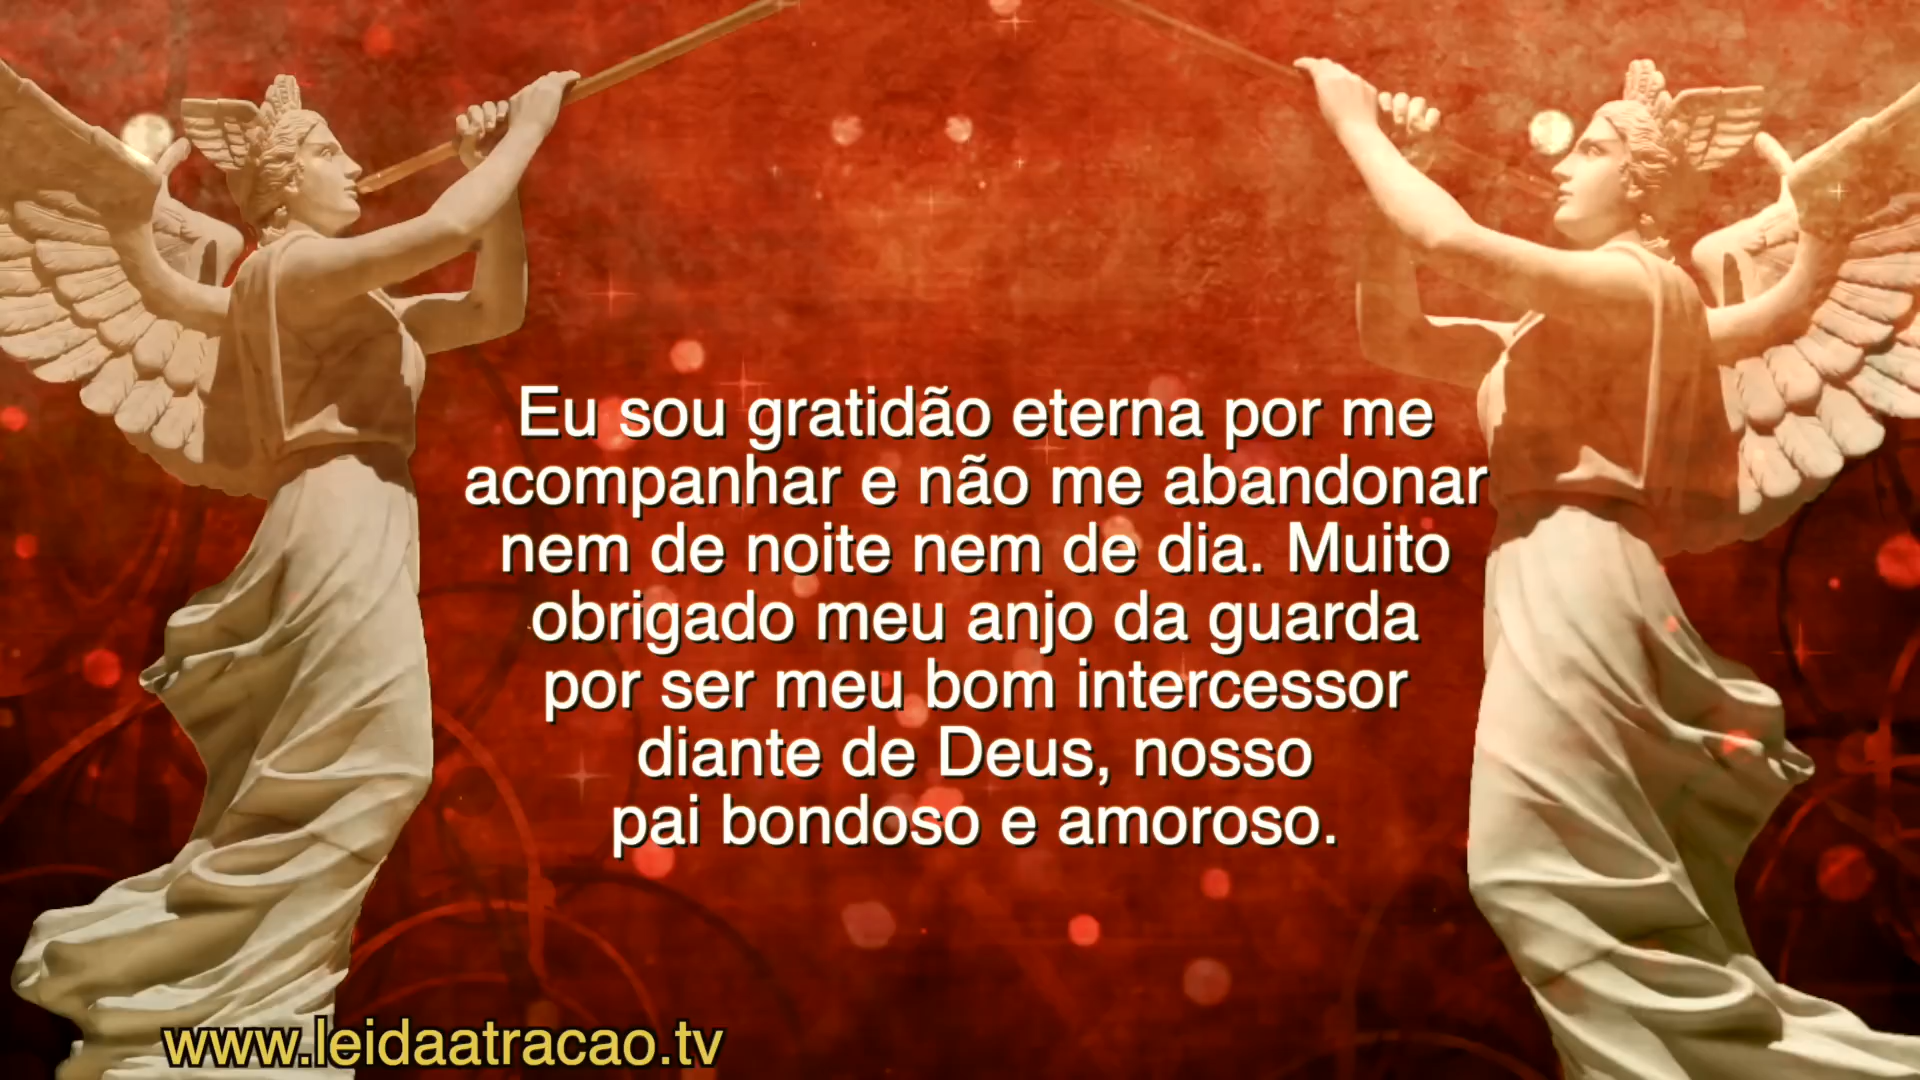 Eu sou gratidão eterna por me
acompanhar e não me abandonar
nem de noite nem de dia. Muito
obrigado meu anjo da guarda
por ser meu bom intercessor
diante de Deus, nosso
pai bondoso e amoroso.
www.leidaatracao.tv